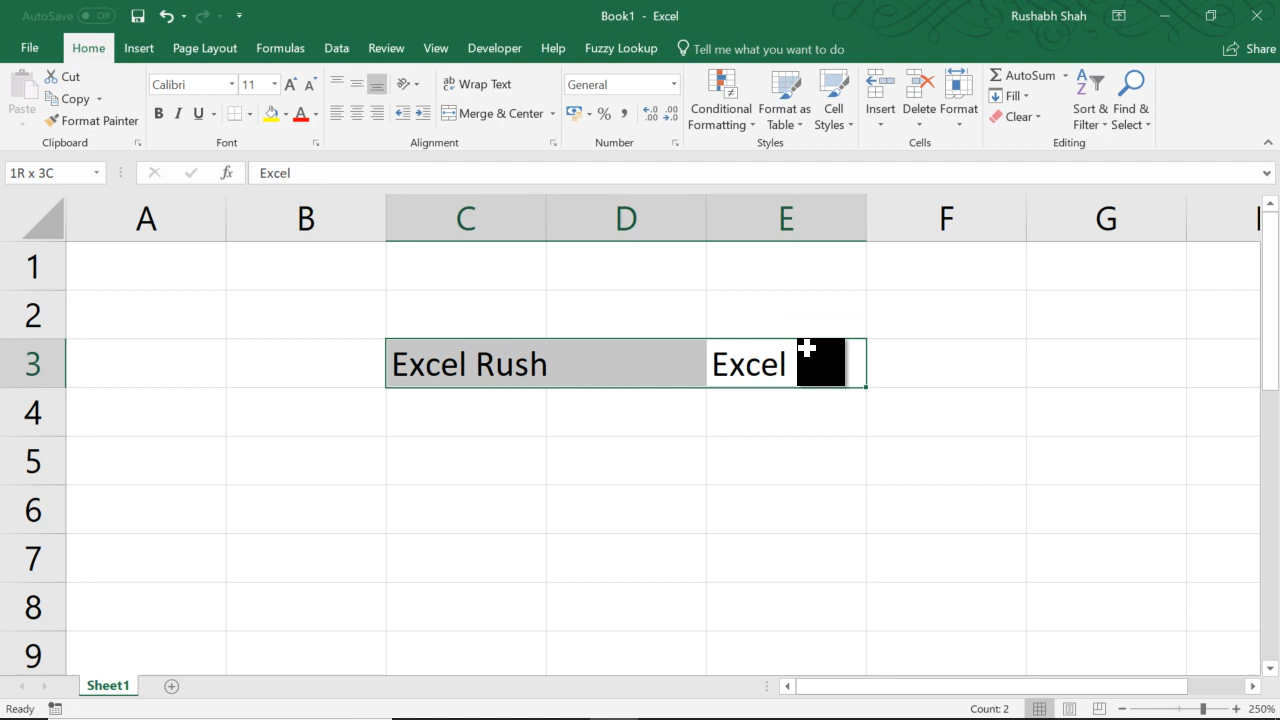 AutoSave Off Book1 - Excel Rushabh Shah
File Home Insert Page Layout Formulas Data Review View Developer Help Fuzzy Lookup Tell me what you want to do Share
Paste Cut Copy Format Painter
Clipboard
Calibri 11
B I U A
Font
Wrap Text
Merge & Center
Alignment
General
% ,
Number
Conditional Formatting Format as Table Cell Styles
Styles
Insert Delete Format
Cells
AutoSum
Fill
Clear
Sort & Filter Find & Select
Editing
1R x 3C fx Excel
A B C D E F G
1
2
3 Excel Rush Excel
4
5
6
7
8
9
Sheet1
Ready Count: 2 250%